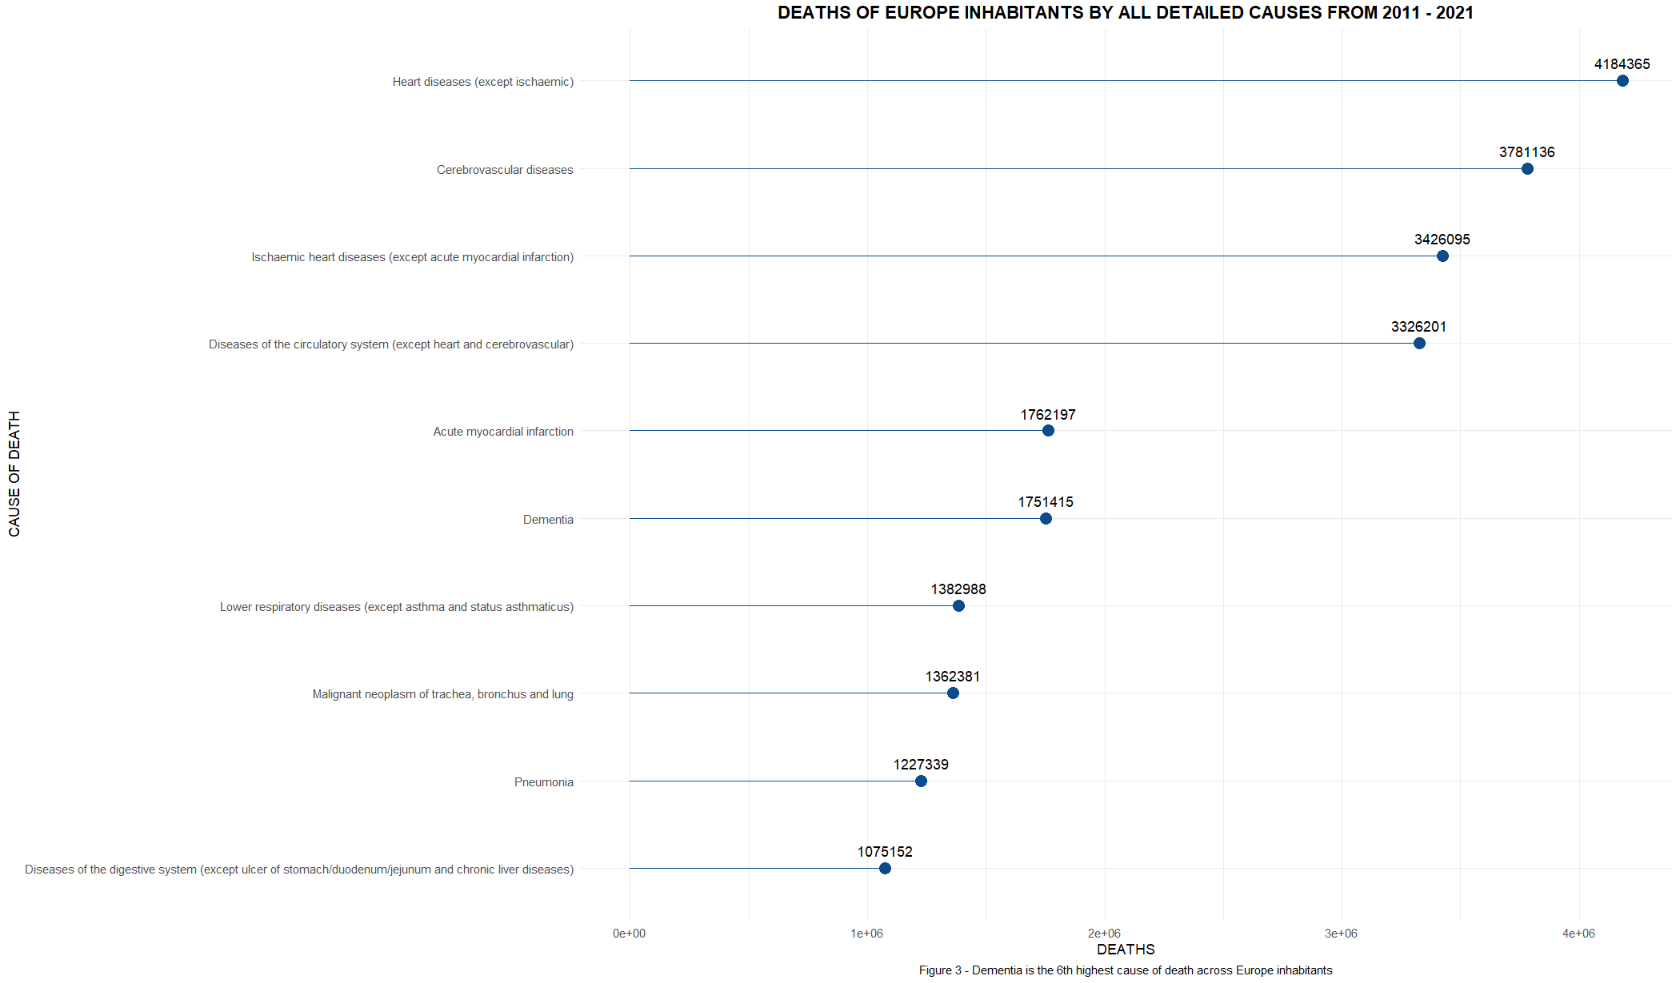 DEATHS OF EUROPE INHABITANTS BY ALL DETAILED CAUSES FROM 2011 - 2021
CAUSE OF DEATH
Heart diseases (except ischaemic)
4184365
Cerebrovascular diseases
3781136
Ischaemic heart diseases (except acute myocardial infarction)
3426095
Diseases of the circulatory system (except heart and cerebrovascular)
3326201
Acute myocardial infarction
1762197
Dementia
1751415
Lower respiratory diseases (except asthma and status asthmaticus)
1382988
Malignant neoplasm of trachea, bronchus and lung
1362381
Pneumonia
1227339
Diseases of the digestive system (except ulcer of stomach/duodenum/jejunum and chronic liver diseases)
1075152
0e+00 1e+06 2e+06 3e+06 4e+06
DEATHS
Figure 3 - Dementia is the 6th highest cause of death across Europe inhabitants